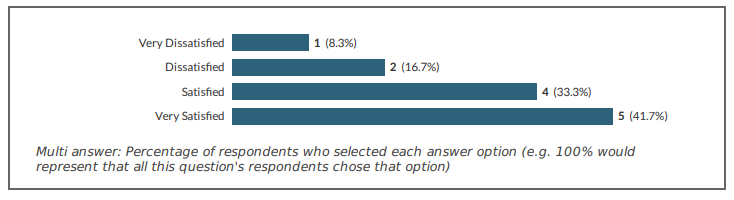 Very Dissatisfied 1 (8.3%)
Dissatisfied 2 (16.7%)
Satisfied 4 (33.3%)
Very Satisfied 5 (41.7%)
Multi answer: Percentage of respondents who selected each answer option (e.g. 100% would
represent that all this question's respondents chose that option)